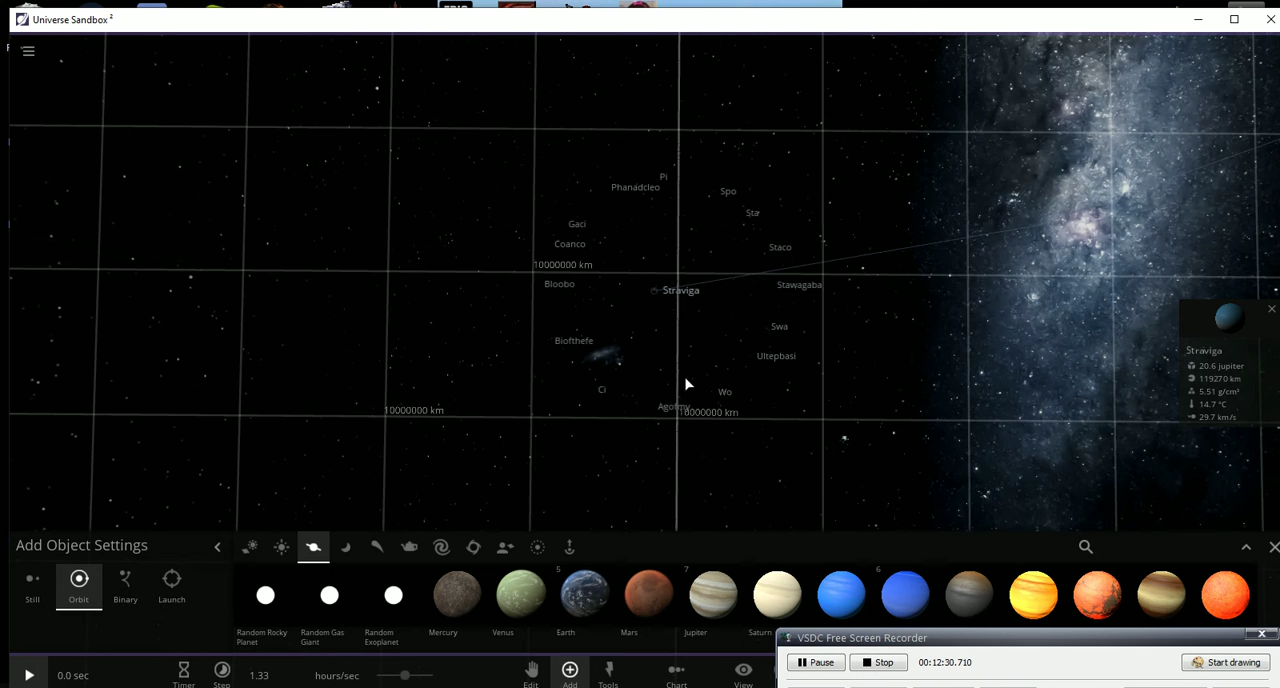 Universe Sandbox ²
Pi
Phanadcleo
Spo
Sta
Gaci
Coanco
Staco
10000000 km
Bloobo
Straviga
Stawagaba
Swa
Biofthefe
Ultepbasi
Ci
Wo
10000000 km
10000000 km
Straviga
20.6 jupiter
119270 km
5.51 g/cm³
14.7 °C
29.7 km/s
Add Object Settings
Still
Orbit
Binary
Launch
5
7
6
Random Rocky Planet
Random Gas Giant
Random Exoplanet
Mercury
Venus
Earth
Mars
Jupiter
Saturn
VSDC Free Screen Recorder
Pause
Stop
00:12:30.710
Start drawing
0.0 sec
Timer
Step
1.33
hours/sec
Edit
Add
Tools
Chart
View